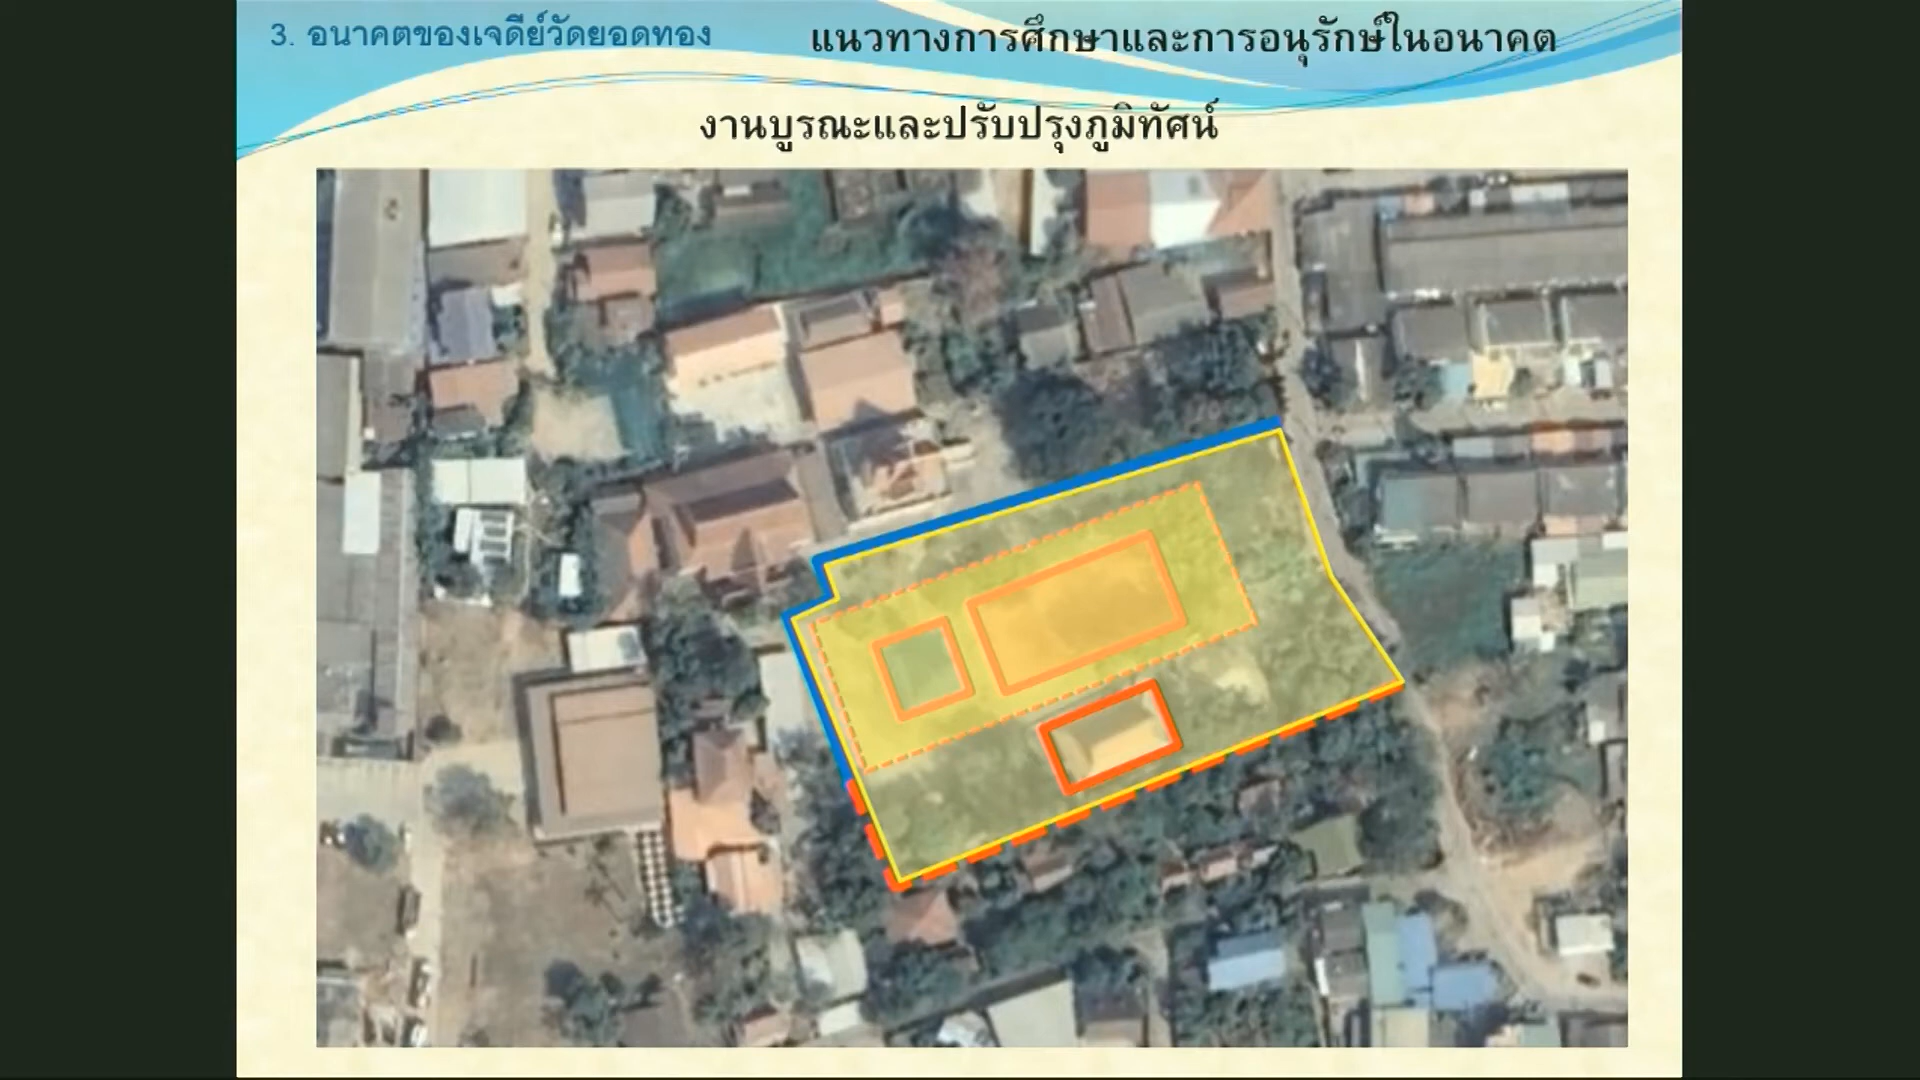 3. อนาคตของเจดีย์วัดยอดทอง
แนวทางการศึกษาและการอนุรักษ์ในอนาคต
งานบูรณะและปรับปรุงภูมิทัศน์